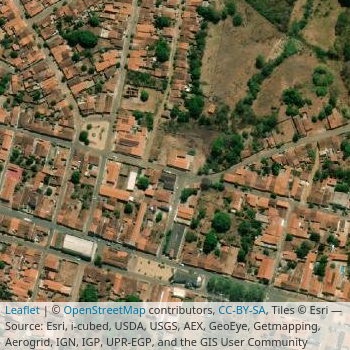 Leaflet | © OpenStreetMap contributors, CC-BY-SA, Tiles © Esri —
Source: Esri, i-cubed, USDA, USGS, AEX, GeoEye, Getmapping,
Aerogrid, IGN, IGP, UPR-EGP, and the GIS User Community